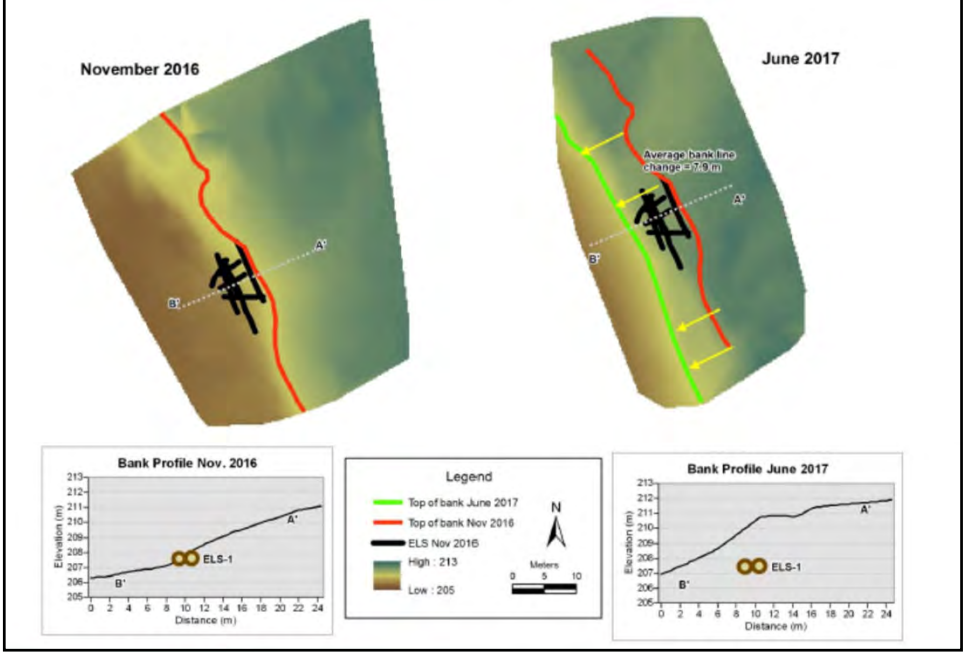 November 2016
June 2017
Average bank line
change = 7.9 m
A'
B'
A'
B'
Bank Profile Nov. 2016
213
212
211
210
209
208
207
206
205
Elevation (m)
A'
ELS-1
B'
0 2 4 6 8 10 12 14 16 18 20 22 24
Distance (m)
Legend
Top of bank June 2017
Top of bank Nov 2016
ELS Nov 2016
High : 213
Low : 205
N
Meters
0 5 10
Bank Profile June 2017
213
212
211
210
209
208
207
206
205
Elevation (m)
A'
ELS-1
B'
0 2 4 6 8 10 12 14 16 18 20 22 24
Distance (m)